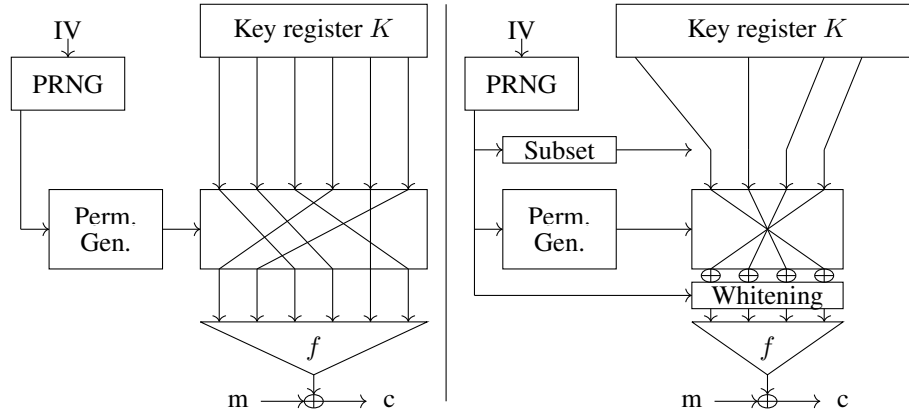 IV
Key register K
PRNG
Perm.
Gen.
f
m
c
IV
Key register K
PRNG
Subset
Perm.
Gen.
Whitening
f
m
c